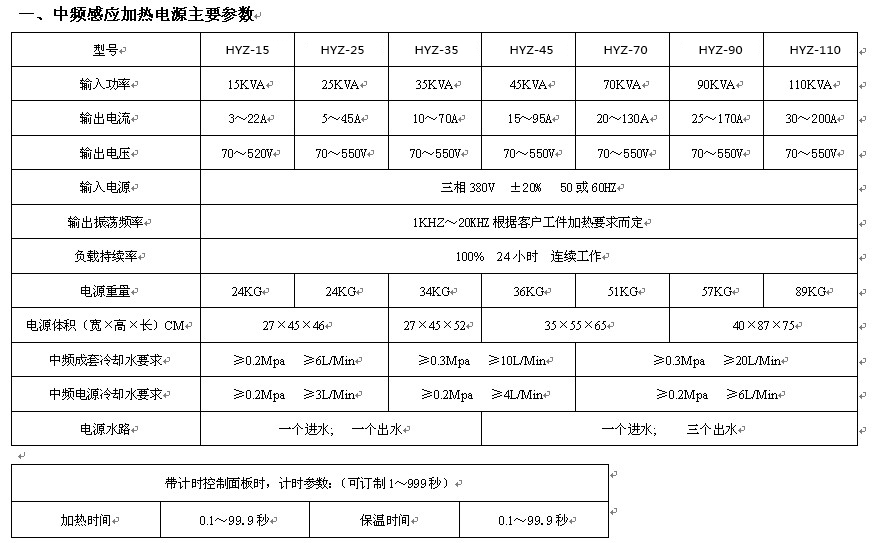 一、中频感应加热电源主要参数
型号 HYZ-15 HYZ-25 HYZ-35 HYZ-45 HYZ-70 HYZ-90 HYZ-110
输入功率 15KVA 25KVA 35KVA 45KVA 70KVA 90KVA 110KVA
输出电流 3～22A 5～45A 10～70A 15～95A 20～130A 25～170A 30～200A
输出电压 70～520V 70～550V 70～550V 70～550V 70～550V 70～550V 70～550V
输入电源 三相 380V ±20% 50 或 60HZ
输出振荡频率 1KHZ～20KHZ 根据客户工件加热要求而定
负载持续率 100% 24 小时 连续工作
电源重量 24KG 24KG 34KG 36KG 51KG 57KG 89KG
电源体积（宽×高×长）CM 27×45×46 27×45×52 35×55×65 40×87×75
中频成套冷却水要求 ≥0.2Mpa ≥6L/Min ≥0.3Mpa ≥10L/Min ≥0.3Mpa ≥20L/Min
中频电源冷却水要求 ≥0.2Mpa ≥3L/Min ≥0.2Mpa ≥4L/Min ≥0.2Mpa ≥6L/Min
电源水路 一个进水; 一个出水 一个进水; 三个出水
带计时控制面板时，计时参数:（可订制 1～999 秒）
加热时间 0.1～99.9 秒 保温时间 0.1～99.9 秒